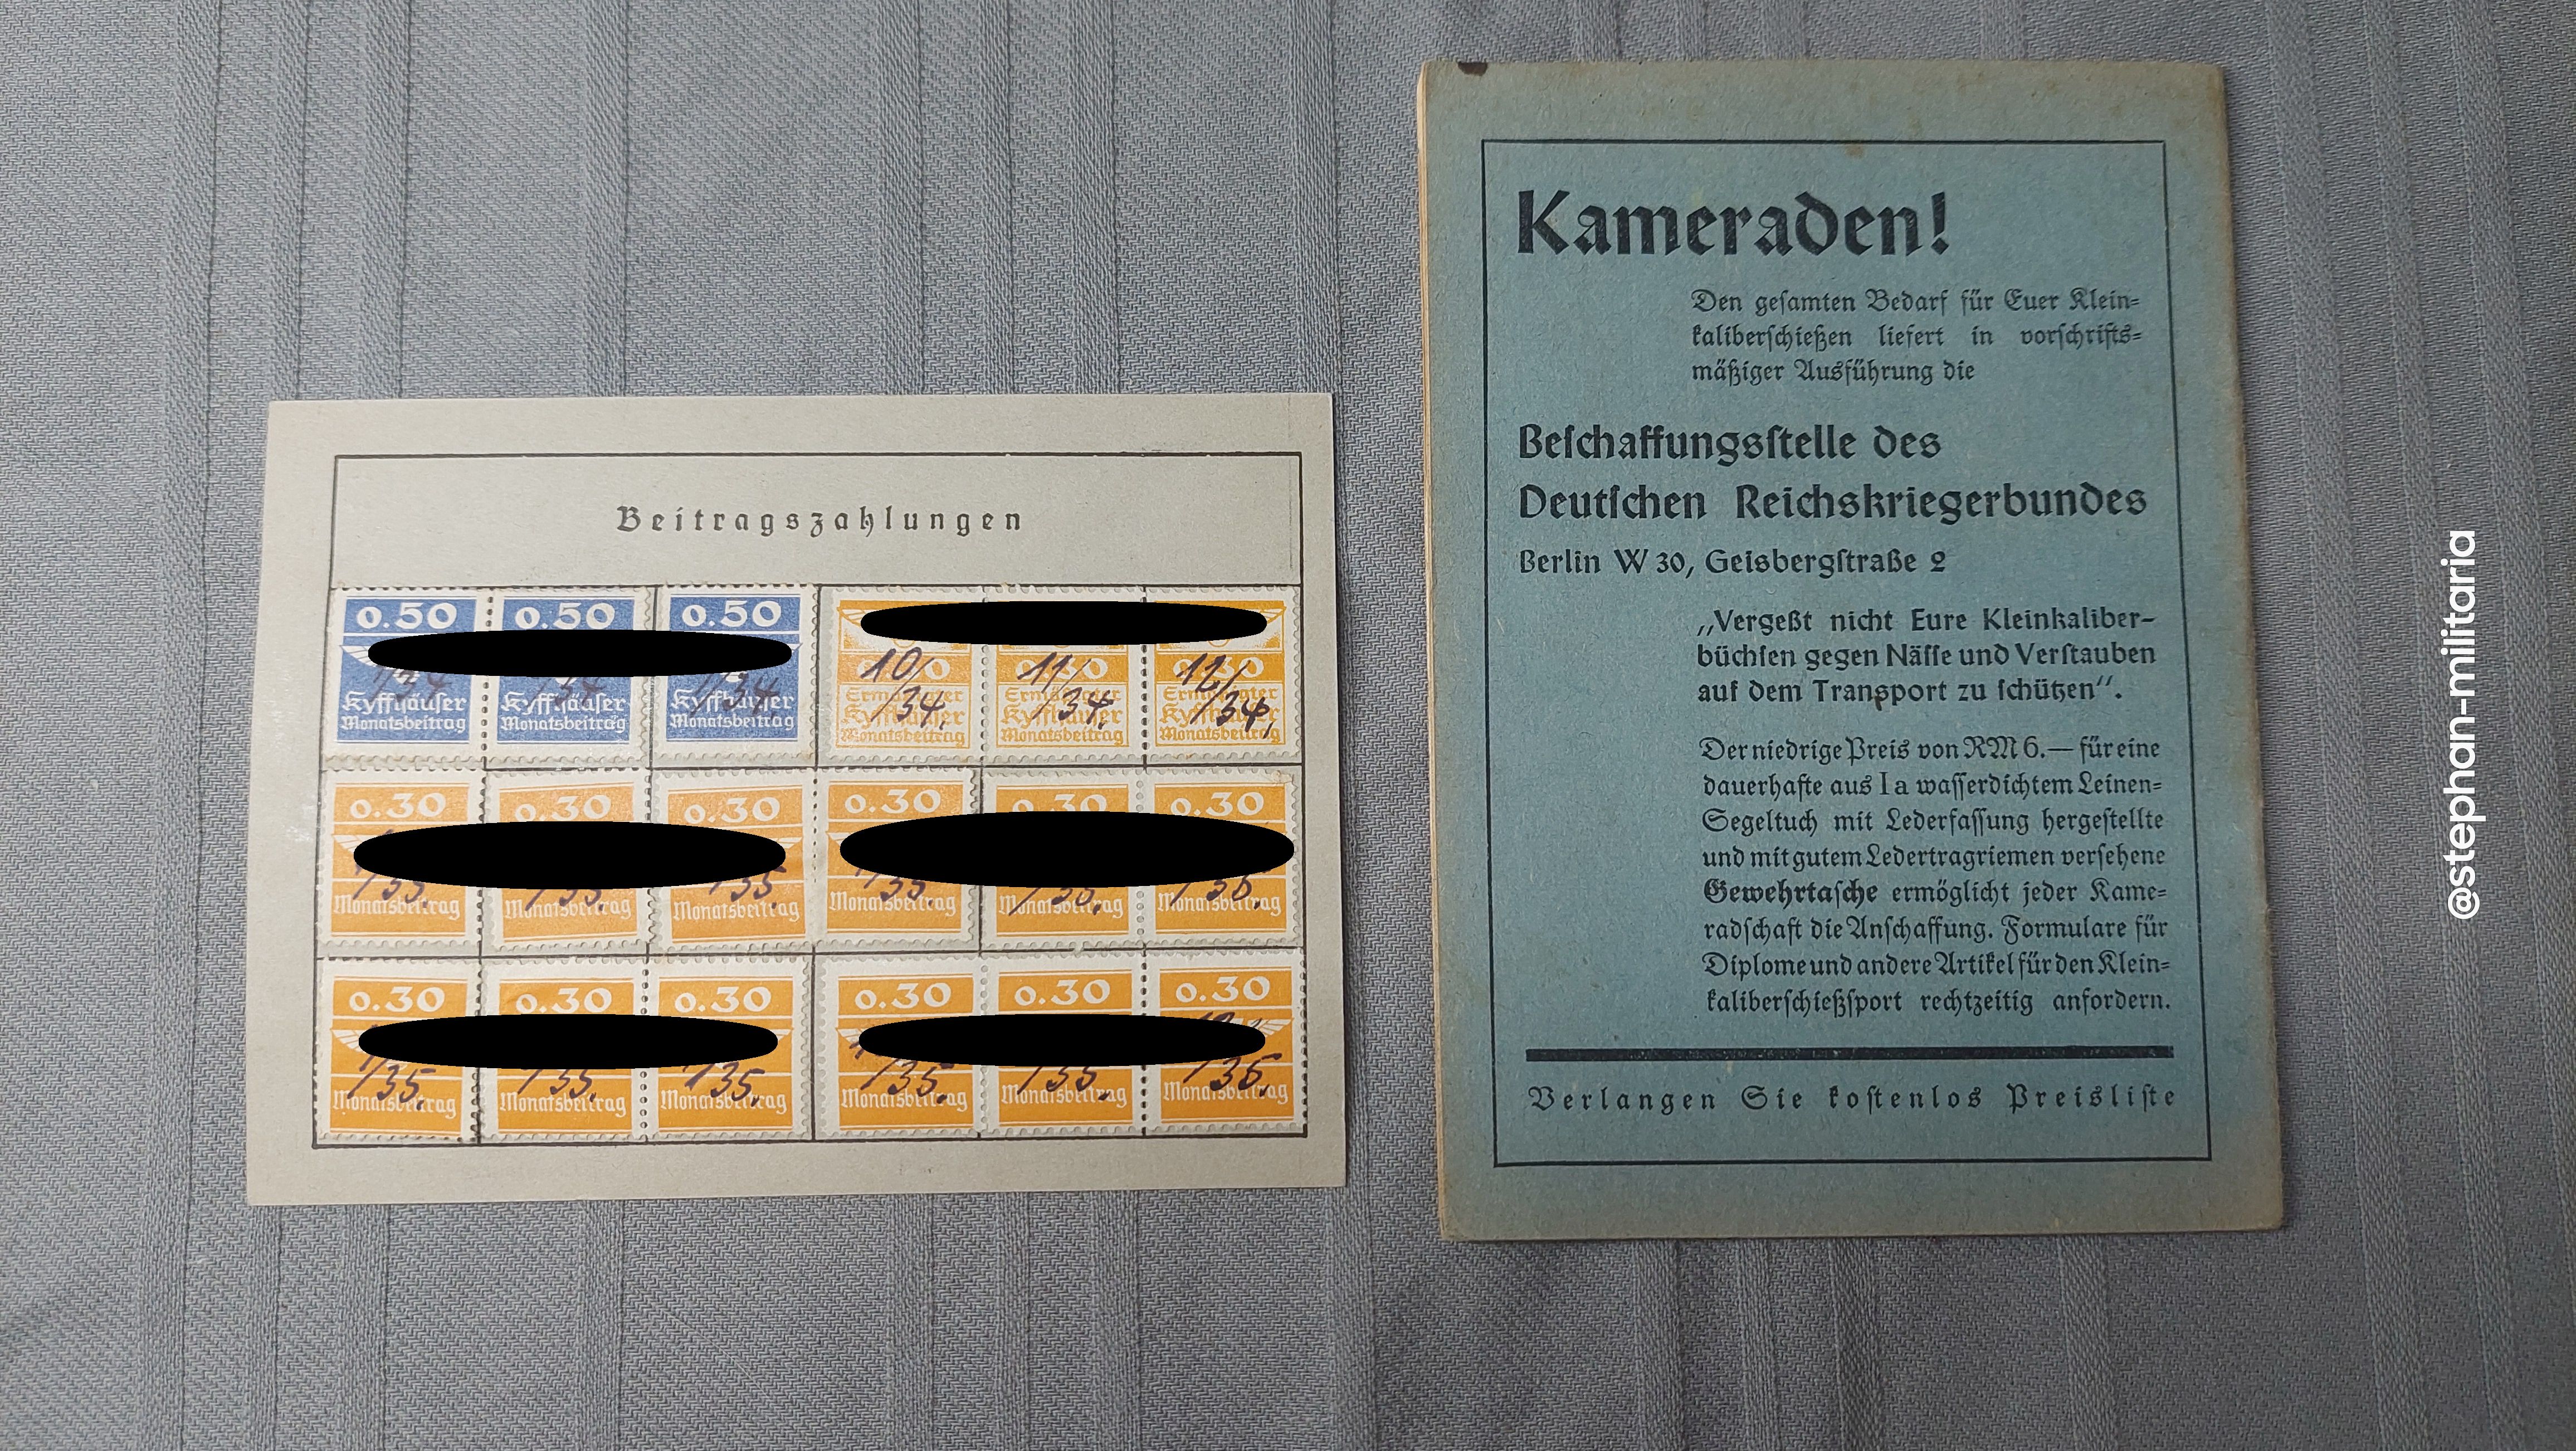 Beitragszahlungen
0.50 0.50 0.50
10/ 11/ 12/
/34. /34. /34.
Kyffhäuser Kyffhäuser Kyffhäuser
Monatsbeitrag Monatsbeitrag Monatsbeitrag
Ermäßigter Ermäßigter Ermäßigter
Kyffhäuser Kyffhäuser Kyffhäuser
Monatsbeitrag Monatsbeitrag Monatsbeitrag
0.30 0.30 0.30 0.30 0.30 0.30
Monatsbeitrag Monatsbeitrag Monatsbeitrag Monatsbeitrag Monatsbeitrag Monatsbeitrag
0.30 0.30 0.30 0.30 0.30 0.30
/35. /35. /35. /35. /35. /35.
Monatsbeitrag Monatsbeitrag Monatsbeitrag Monatsbeitrag Monatsbeitrag Monatsbeitrag
Kameraden!
Den gesamten Bedarf für Euer Klein-
kaliberschießen liefert in vorschrifts-
mäßiger Ausführung die
Beschaffungsstelle des
Deutschen Reichskriegerbundes
Berlin W 30, Geisbergstraße 2
„Vergeßt nicht Eure Kleinkaliber-
büchsen gegen Nässe und Verstauben
auf dem Transport zu schützen".
Der niedrige Preis von RM 6.— für eine
dauerhafte aus I a wasserdichtem Leinen-
Segeltuch mit Lederfassung hergestellte
und mit gutem Ledertragriemen versehene
Gewehrtasche ermöglicht jeder Kame-
radschaft die Anschaffung. Formulare für
Diplome und andere Artikel für den Klein-
kaliberschießsport rechtzeitig anfordern.
Verlangen Sie kostenlos Preisliste
@stephan-militaria